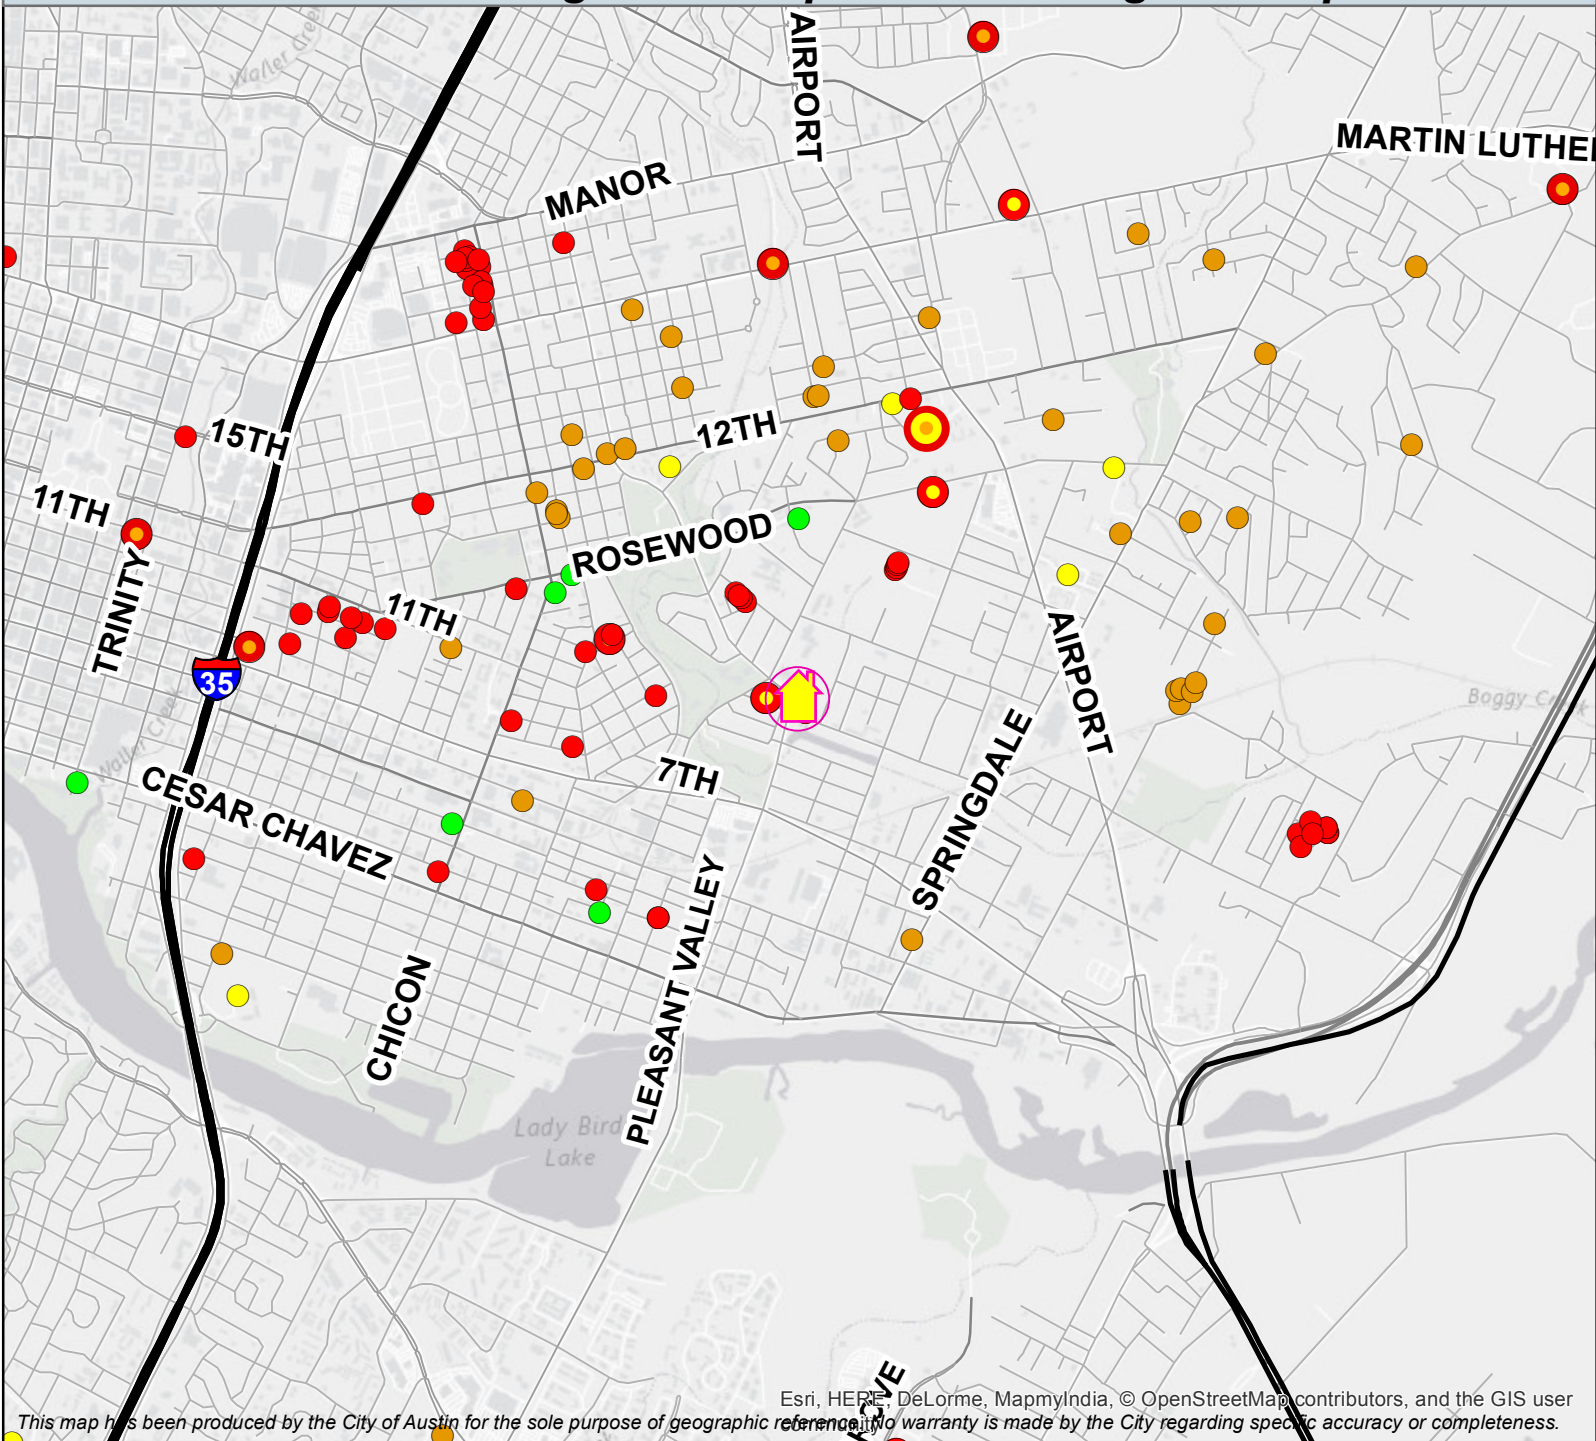 Waller Creek
AIRPORT
MARTIN LUTHE
MANOR
15TH
12TH
11TH
ROSEWOOD
TRINITY
11TH
AIRPORT
35
Boggy Creek
Waller Creek
7TH
SPRINGDALE
CESAR CHAVEZ
PLEASANT VALLEY
CHICON
Lady Bird
Lake
Esri, HERE, DeLorme, MapmyIndia, © OpenStreetMap contributors, and the GIS user
community
This map has been produced by the City of Austin for the sole purpose of geographic reference. No warranty is made by the City regarding specific accuracy or completeness.